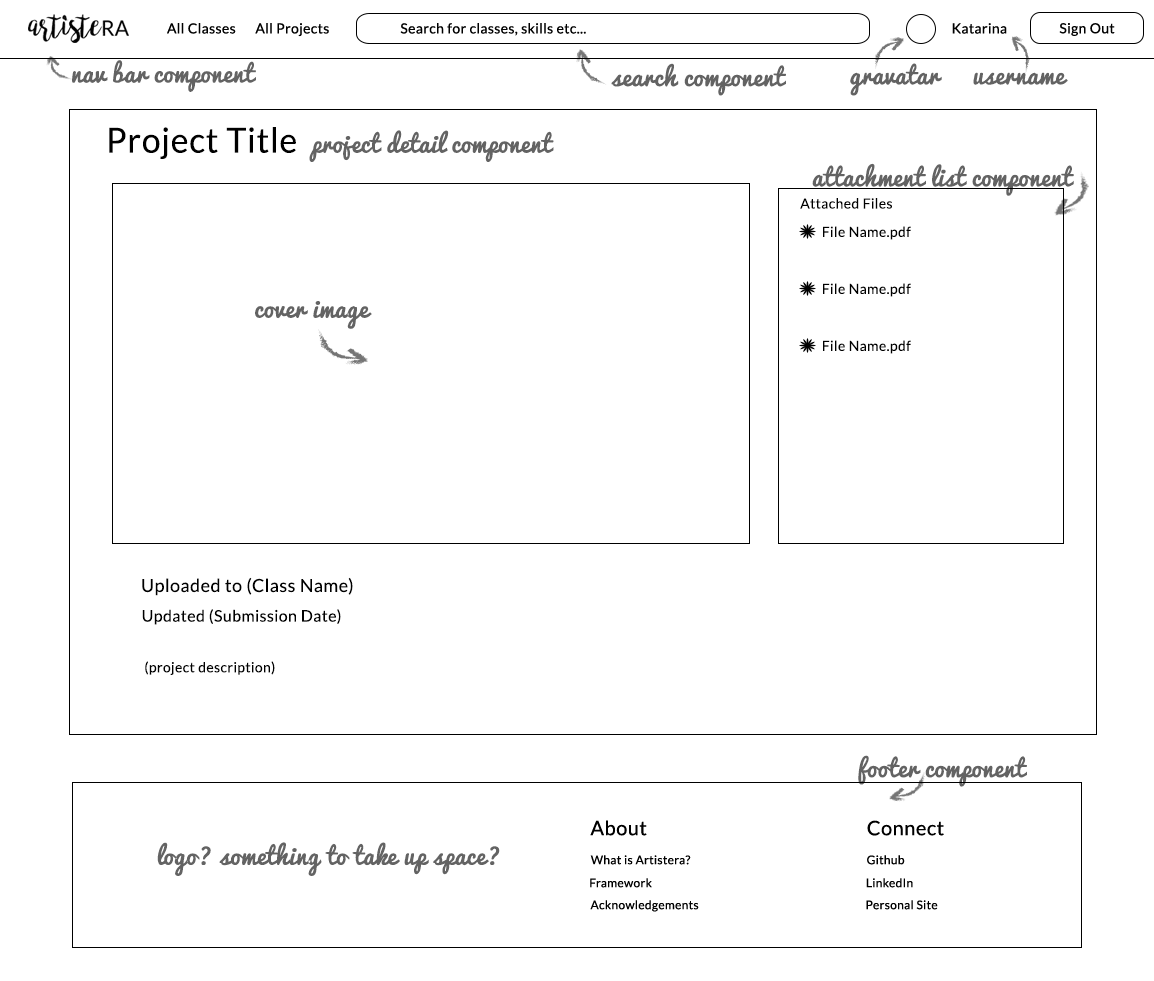 artisteRA All Classes All Projects Search for classes, skills etc... Katarina Sign Out
nav bar component search component gravatar username
Project Title project detail component
attachment list component
Attached Files
File Name.pdf
File Name.pdf
File Name.pdf
cover image
Uploaded to (Class Name)
Updated (Submission Date)
(project description)
footer component
logo? something to take up space?
About
What is Artistera?
Framework
Acknowledgements
Connect
Github
LinkedIn
Personal Site